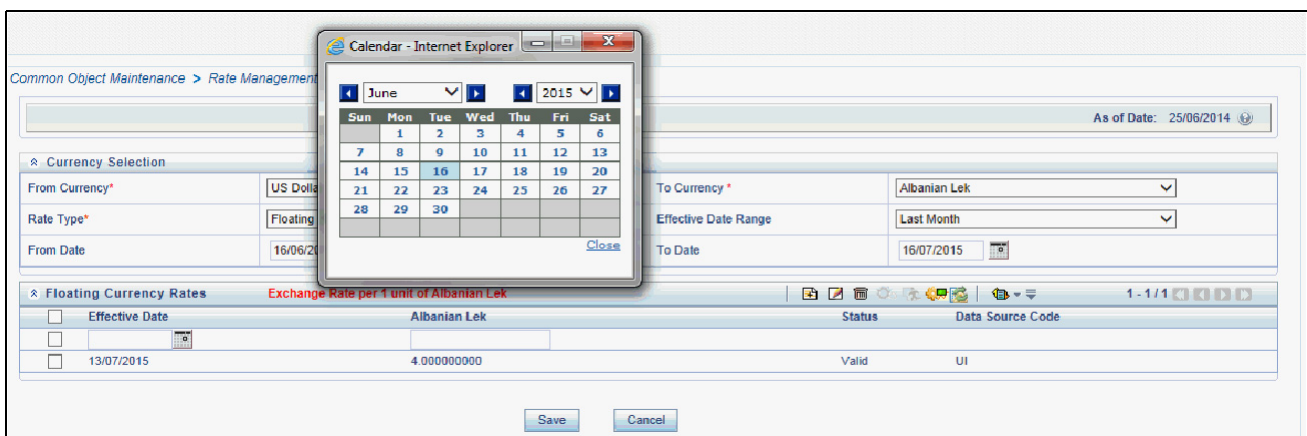 Calendar - Internet Explorer
Common Object Maintenance > Rate Management
June 2015
Sun Mon Tue Wed Thu Fri Sat
1 2 3 4 5 6
7 8 9 10 11 12 13
14 15 16 17 18 19 20
21 22 23 24 25 26 27
28 29 30
Close
As of Date: 25/06/2014
Currency Selection
From Currency* US Dolla To Currency * Albanian Lek
Rate Type* Floating Effective Date Range Last Month
From Date 16/06/20 To Date 16/07/2015
Floating Currency Rates Exchange Rate per 1 unit of Albanian Lek 1 - 1 / 1
Effective Date Albanian Lek Status Data Source Code
13/07/2015 4.000000000 Valid UI
Save Cancel